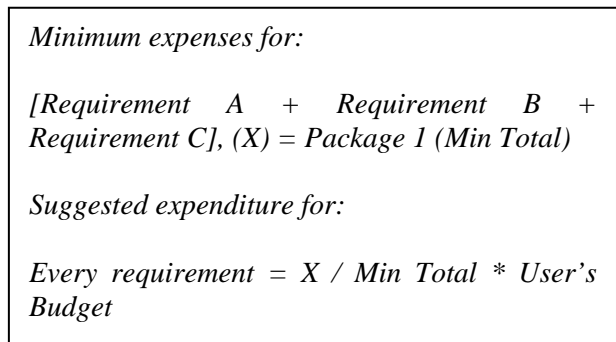 Minimum expenses for:
[Requirement A + Requirement B +
Requirement C], (X) = Package 1 (Min Total)
Suggested expenditure for:
Every requirement = X / Min Total * User's
Budget